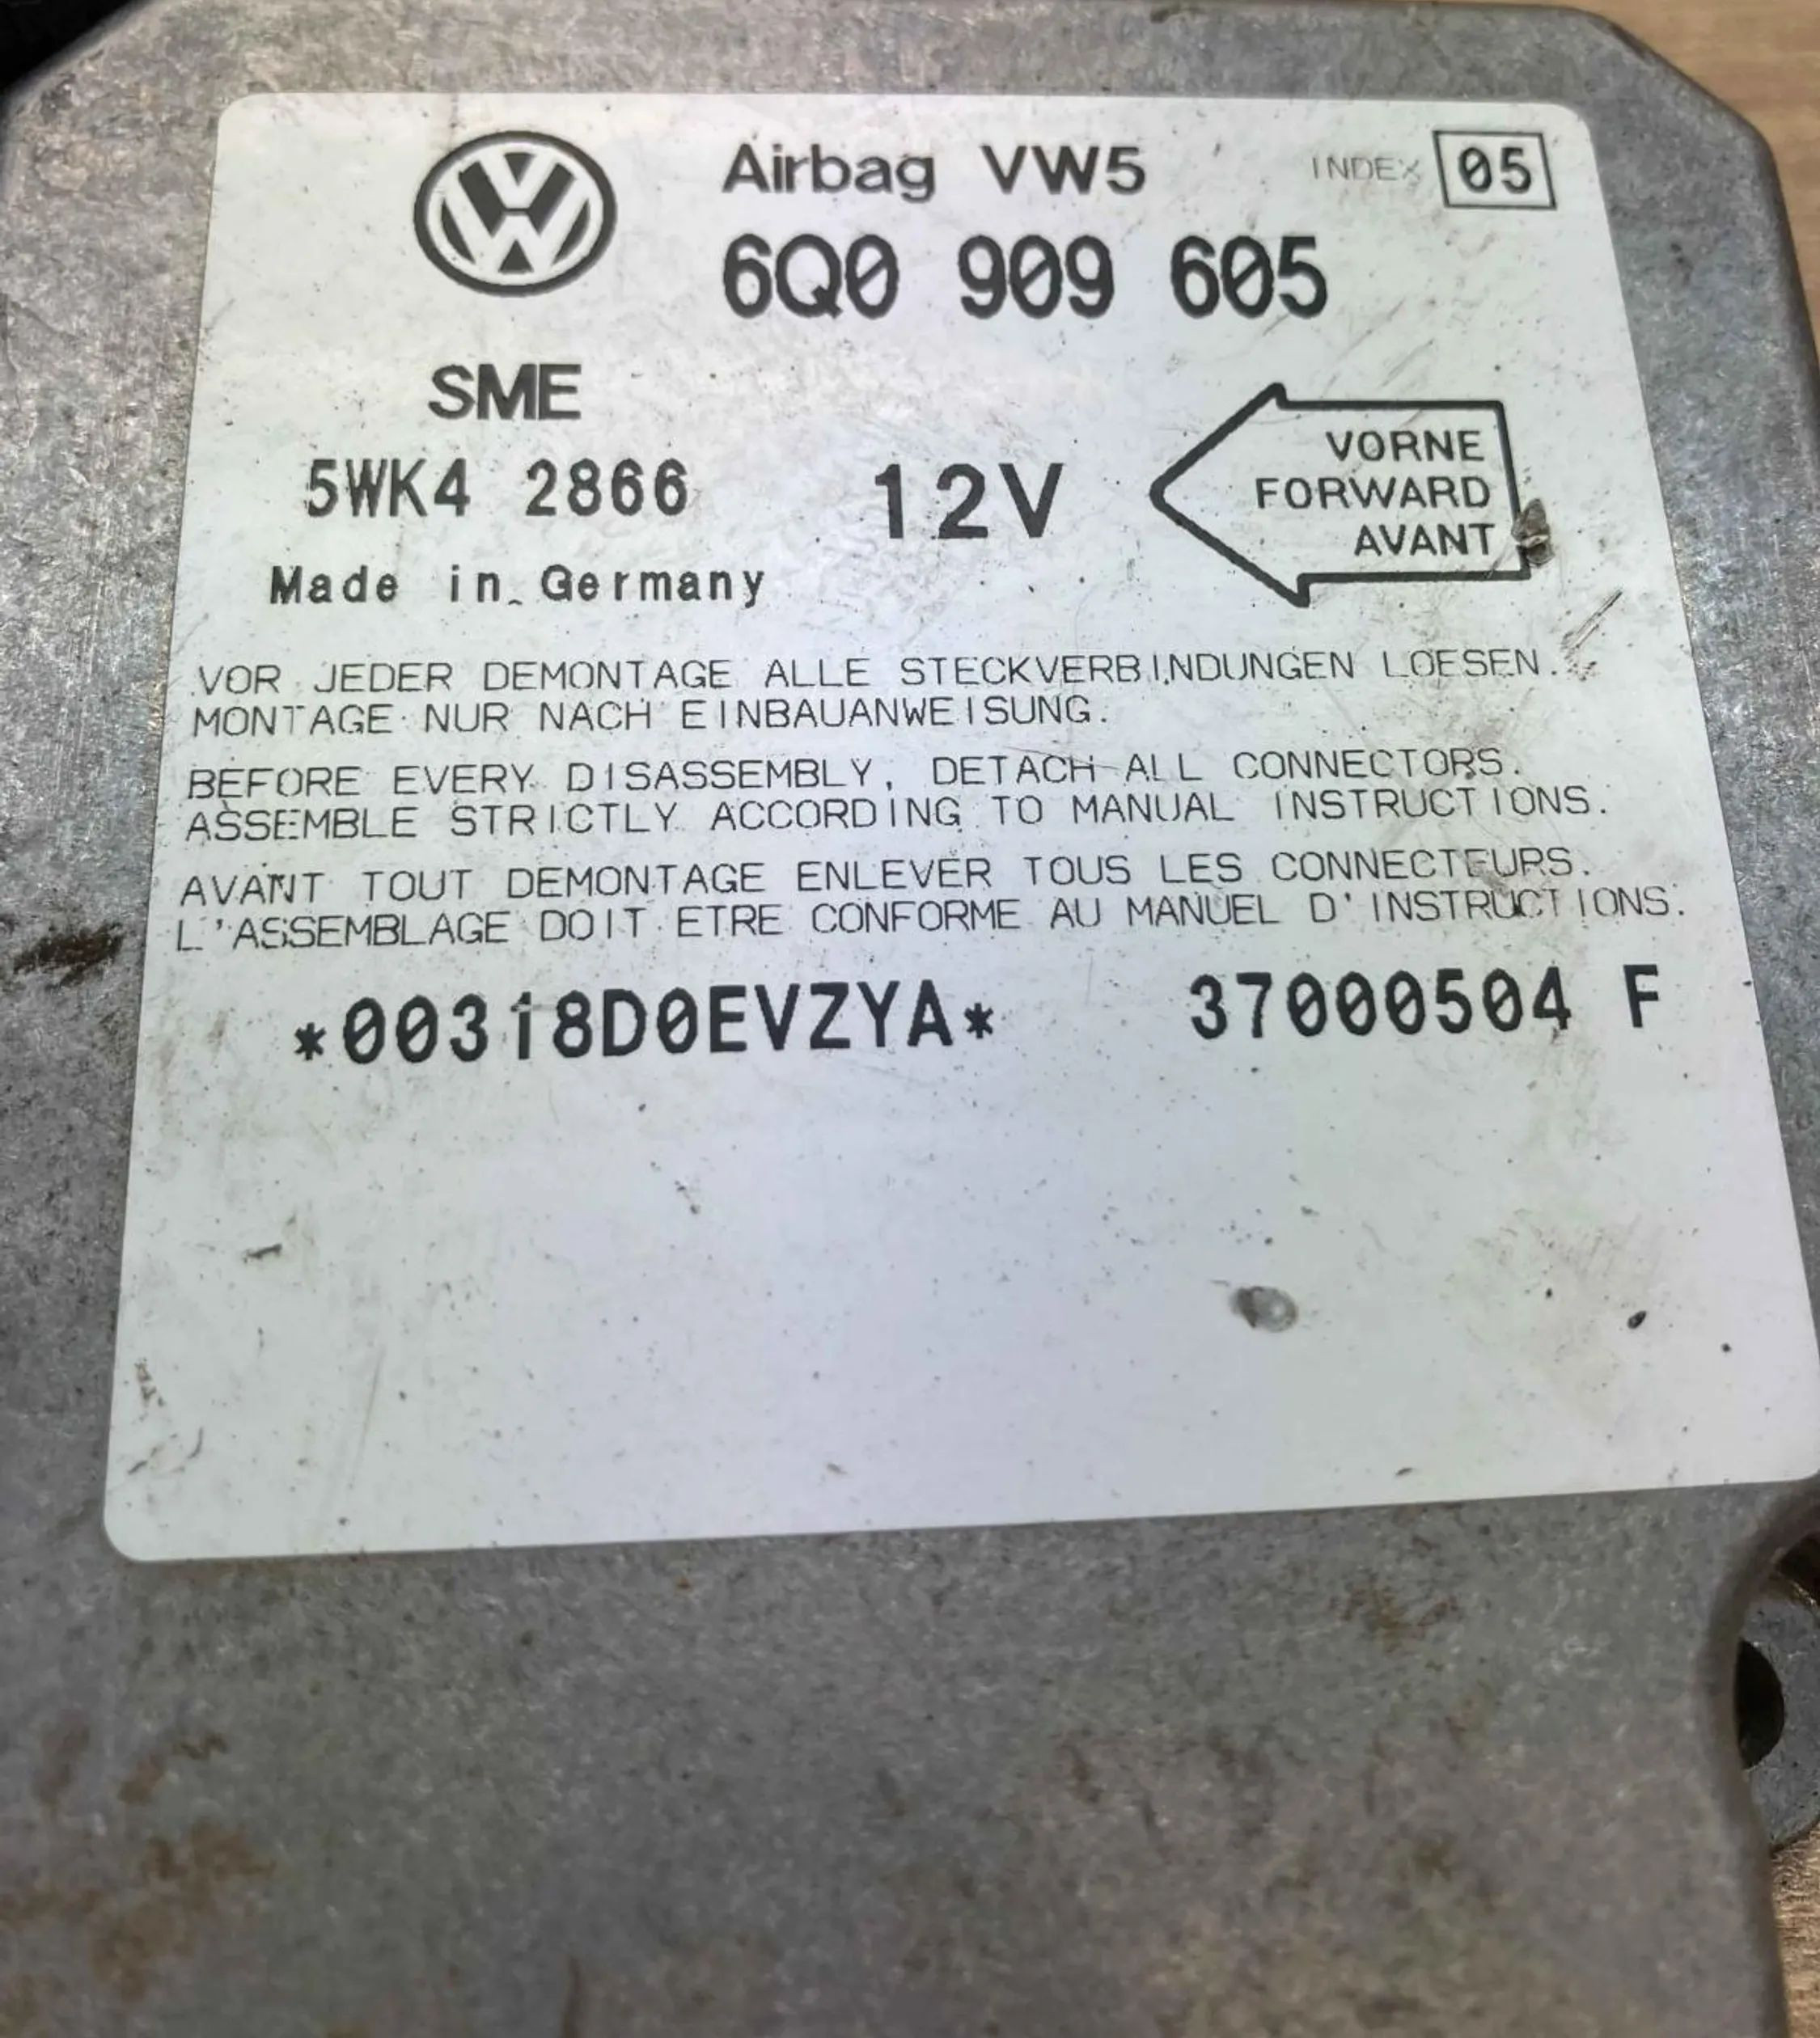 Airbag VW5 INDEX 05
6Q0 909 605
SME
5WK4 2866 12V
VORNE
FORWARD
AVANT
Made in Germany
VOR JEDER DEMONTAGE ALLE STECKVERBINDUNGEN LOESEN.
MONTAGE NUR NACH EINBAUANWEISUNG.
BEFORE EVERY DISASSEMBLY, DETACH ALL CONNECTORS.
ASSEMBLE STRICTLY ACCORDING TO MANUAL INSTRUCTIONS.
AVANT TOUT DEMONTAGE ENLEVER TOUS LES CONNECTEURS.
L'ASSEMBLAGE DOIT ETRE CONFORME AU MANUEL D'INSTRUCTIONS.
*00318D0EVZYA* 37000504 F